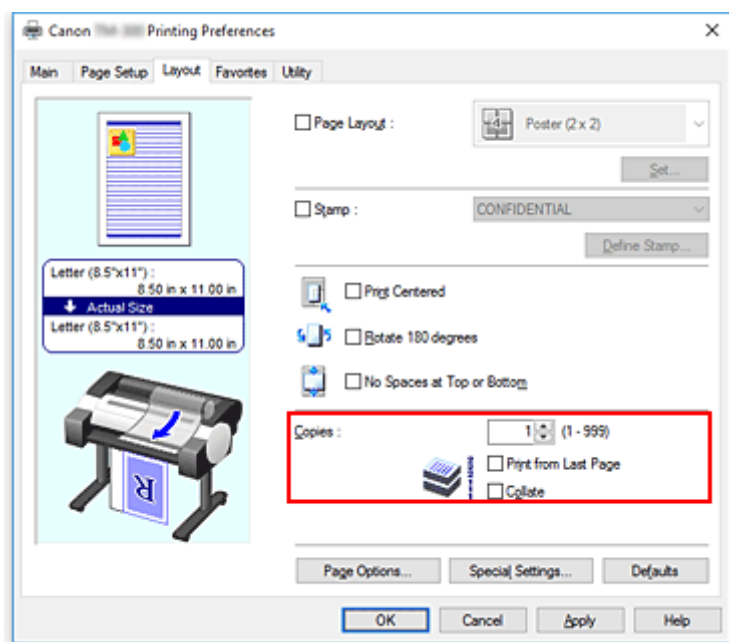 Canon Printing Preferences
Main Page Setup Layout Favorites Utility
Page Layout :
4
Poster (2 x 2)
Set...
Stamp :
CONFIDENTIAL
Define Stamp...
Letter (8.5"x11") :
8.50 in x 11.00 in
Actual Size
Letter (8.5"x11") :
8.50 in x 11.00 in
Print Centered
Rotate 180 degrees
No Spaces at Top or Bottom
Copies :
1 (1 - 999)
Print from Last Page
Collate
R
Page Options... Special Settings... Defaults
OK Cancel Apply Help